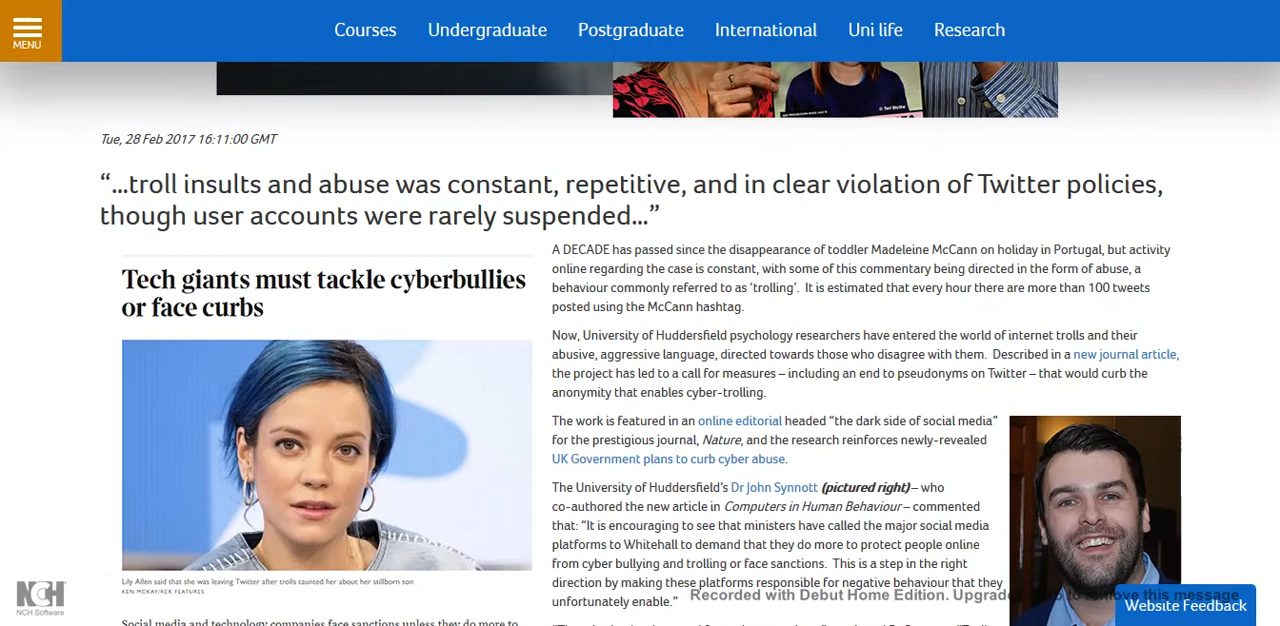 MENU
Courses Undergraduate Postgraduate International Uni life Research
Tue, 28 Feb 2017 16:11:00 GMT
“…troll insults and abuse was constant, repetitive, and in clear violation of Twitter policies,
though user accounts were rarely suspended…”
Tech giants must tackle cyberbullies
or face curbs
Lily Allen said that she was leaving Twitter after trolls taunted her about her stillborn son
KEN MCKAY/REX FEATURES
Social media and technology companies face sanctions unless they do more to
A DECADE has passed since the disappearance of toddler Madeleine McCann on holiday in Portugal, but activity
online regarding the case is constant, with some of this commentary being directed in the form of abuse, a
behaviour commonly referred to as ‘trolling’. It is estimated that every hour there are more than 100 tweets
posted using the McCann hashtag.
Now, University of Huddersfield psychology researchers have entered the world of internet trolls and their
abusive, aggressive language, directed towards those who disagree with them. Described in a new journal article,
the project has led to a call for measures – including an end to pseudonyms on Twitter – that would curb the
anonymity that enables cyber-trolling.
The work is featured in an online editorial headed “the dark side of social media”
for the prestigious journal, Nature, and the research reinforces newly-revealed
UK Government plans to curb cyber abuse.
The University of Huddersfield’s Dr John Synnott (pictured right) – who
co-authored the new article in Computers in Human Behaviour – commented
that: “It is encouraging to see that ministers have called the major social media
platforms to Whitehall to demand that they do more to protect people online
from cyber bullying and trolling or face sanctions. This is a step in the right
direction by making these platforms responsible for negative behaviour that they
unfortunately enable.”
NCH
NCH Software
Recorded with Debut Home Edition. Upgrade to remove this message
Website Feedback